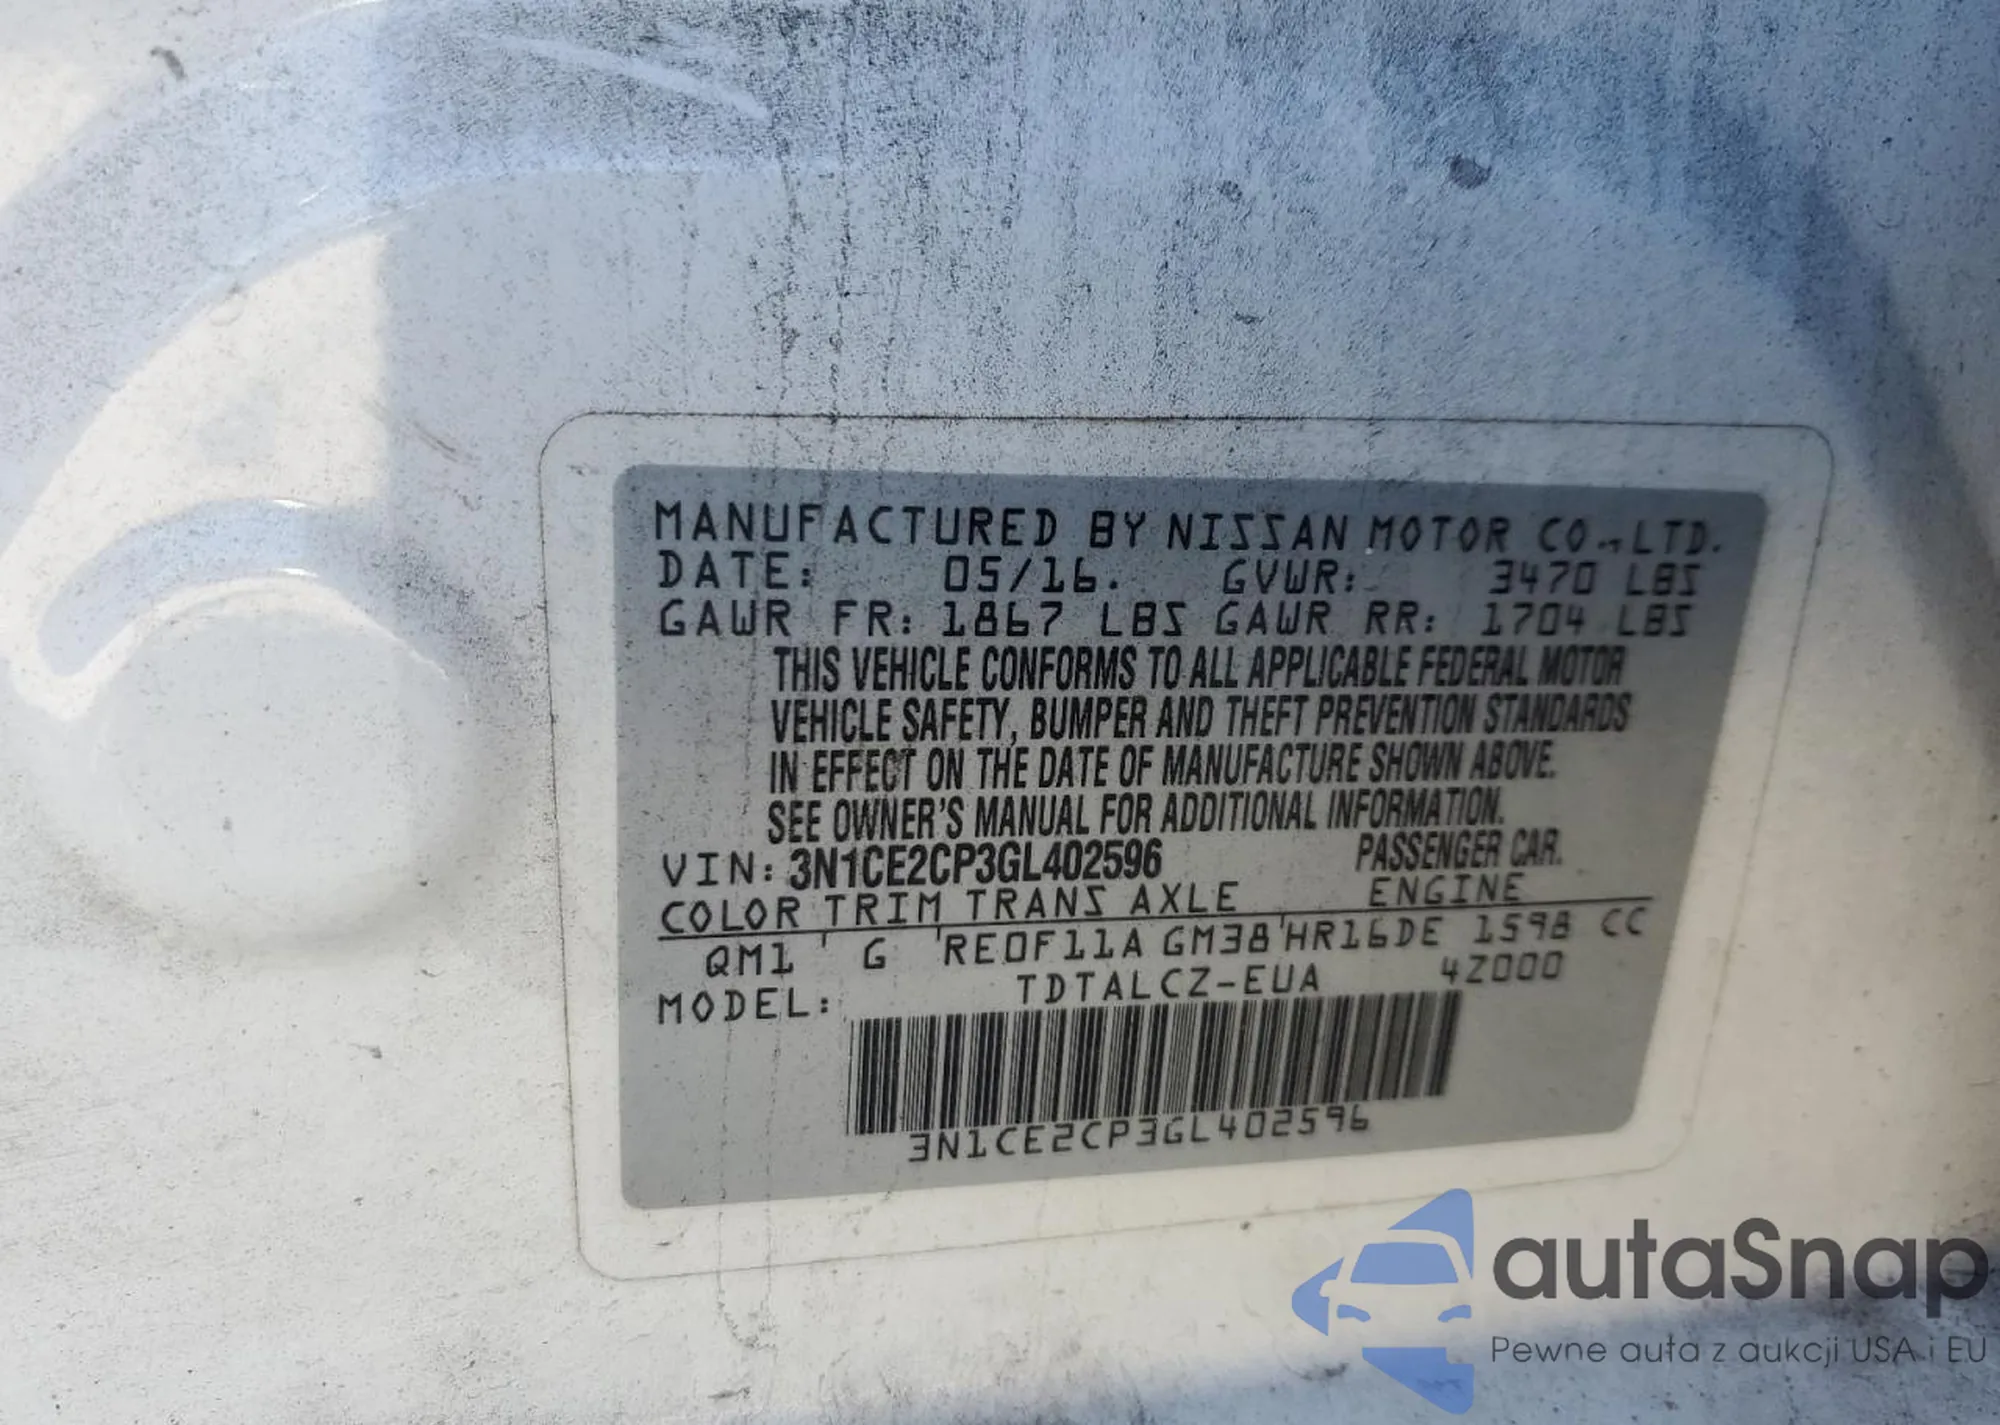 MANUFACTURED BY NISSAN MOTOR CO., LTD.
DATE: 05/16. GVWR: 3470 LBS
GAWR FR: 1867 LBS GAWR RR: 1704 LBS
THIS VEHICLE CONFORMS TO ALL APPLICABLE FEDERAL MOTOR
VEHICLE SAFETY, BUMPER AND THEFT PREVENTION STANDARDS
IN EFFECT ON THE DATE OF MANUFACTURE SHOWN ABOVE.
SEE OWNER'S MANUAL FOR ADDITIONAL INFORMATION.
VIN: 3N1CE2CP3GL402596 PASSENGER CAR.
COLOR TRIM TRANS AXLE ENGINE
QM1 G RE0F11A GM38 HR16DE 1598 CC
MODEL: TDTALCZ-EUA 4Z000
3N1CE2CP3GL402596
autaSnap
Pewne auta z aukcji USA i EU